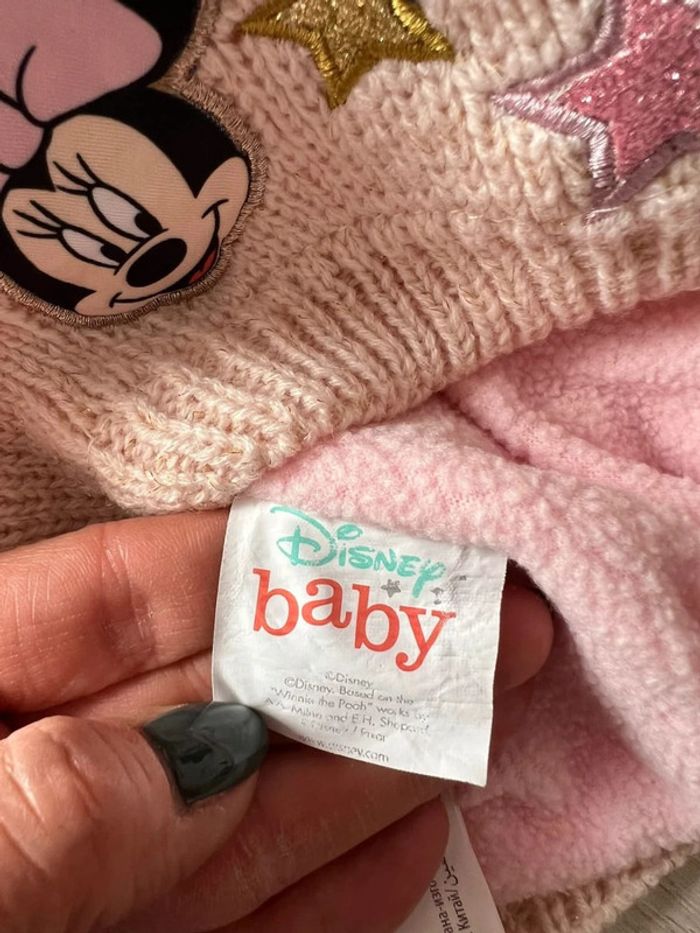 Disney
baby
©Disney
©Disney. Based on the
"Winnie the Pooh" works by
A.A. Milne and E.H. Shepard
www.disney.com
Китай/